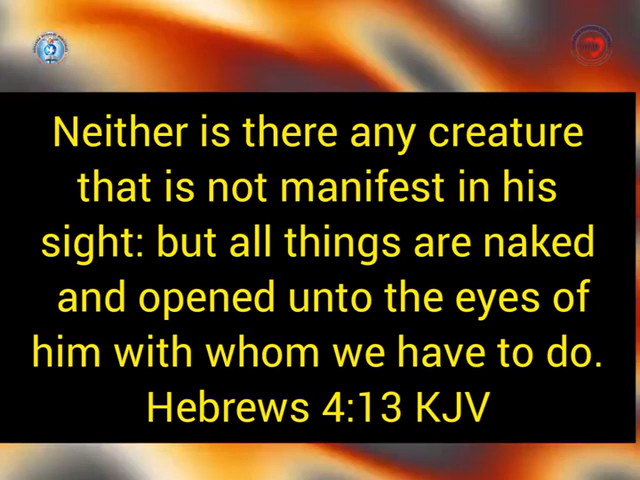 Neither is there any creature
that is not manifest in his
sight: but all things are naked
and opened unto the eyes of
him with whom we have to do.
Hebrews 4:13 KJV